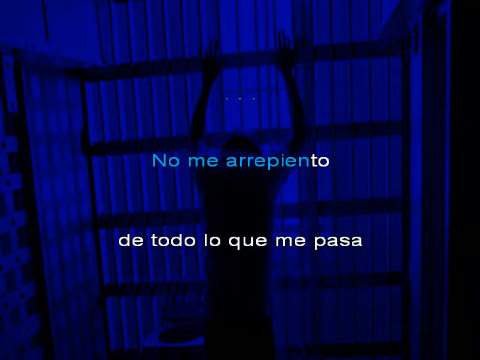 . . .
No me arrepiento
de todo lo que me pasa